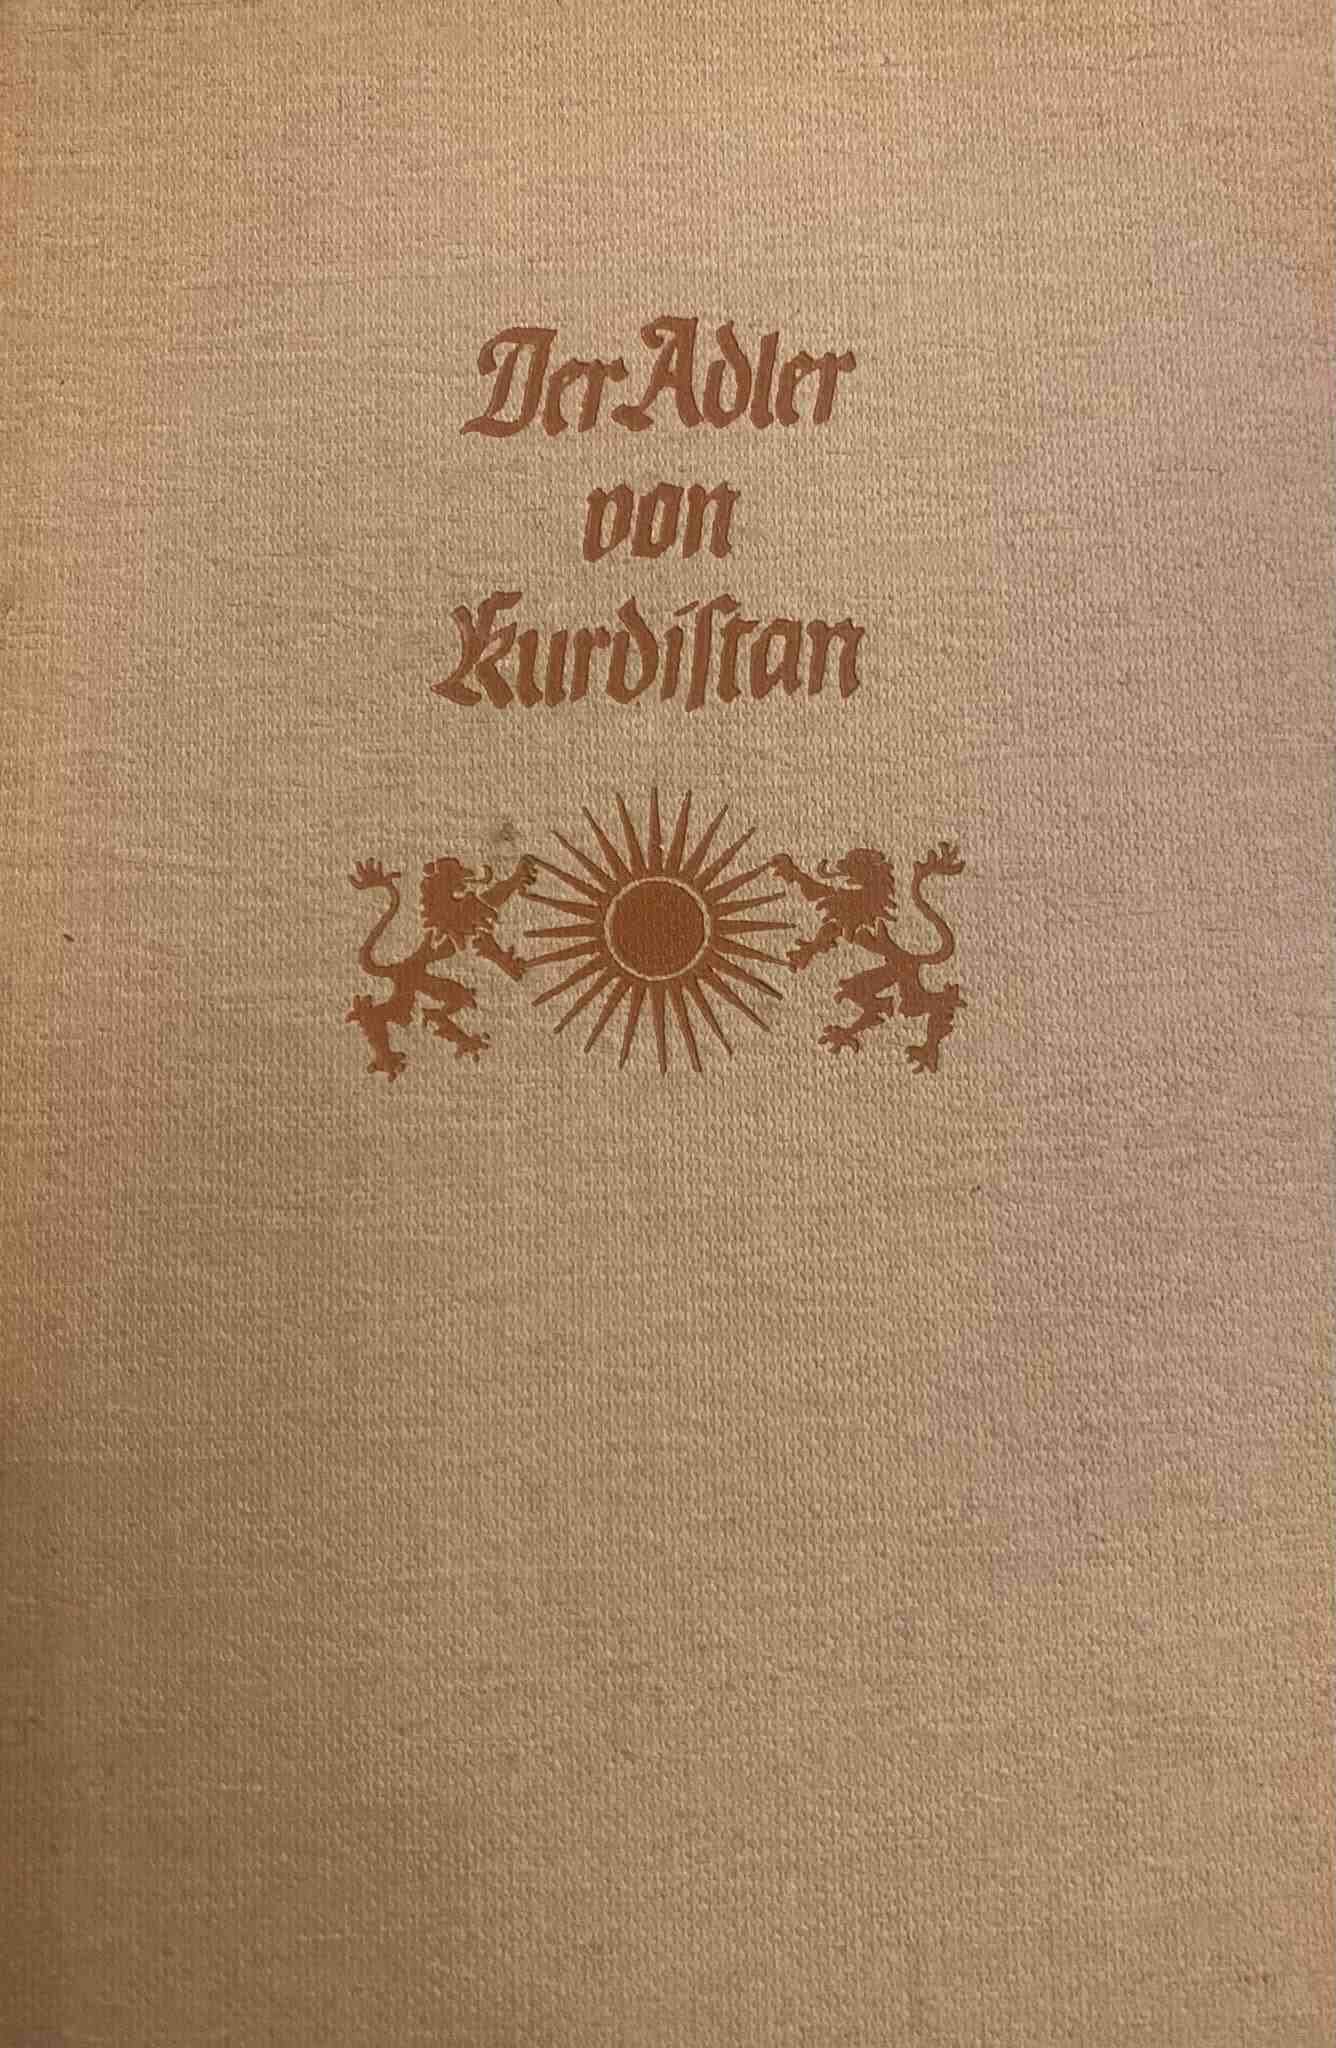 Der Adler
von
Kurdiſtan